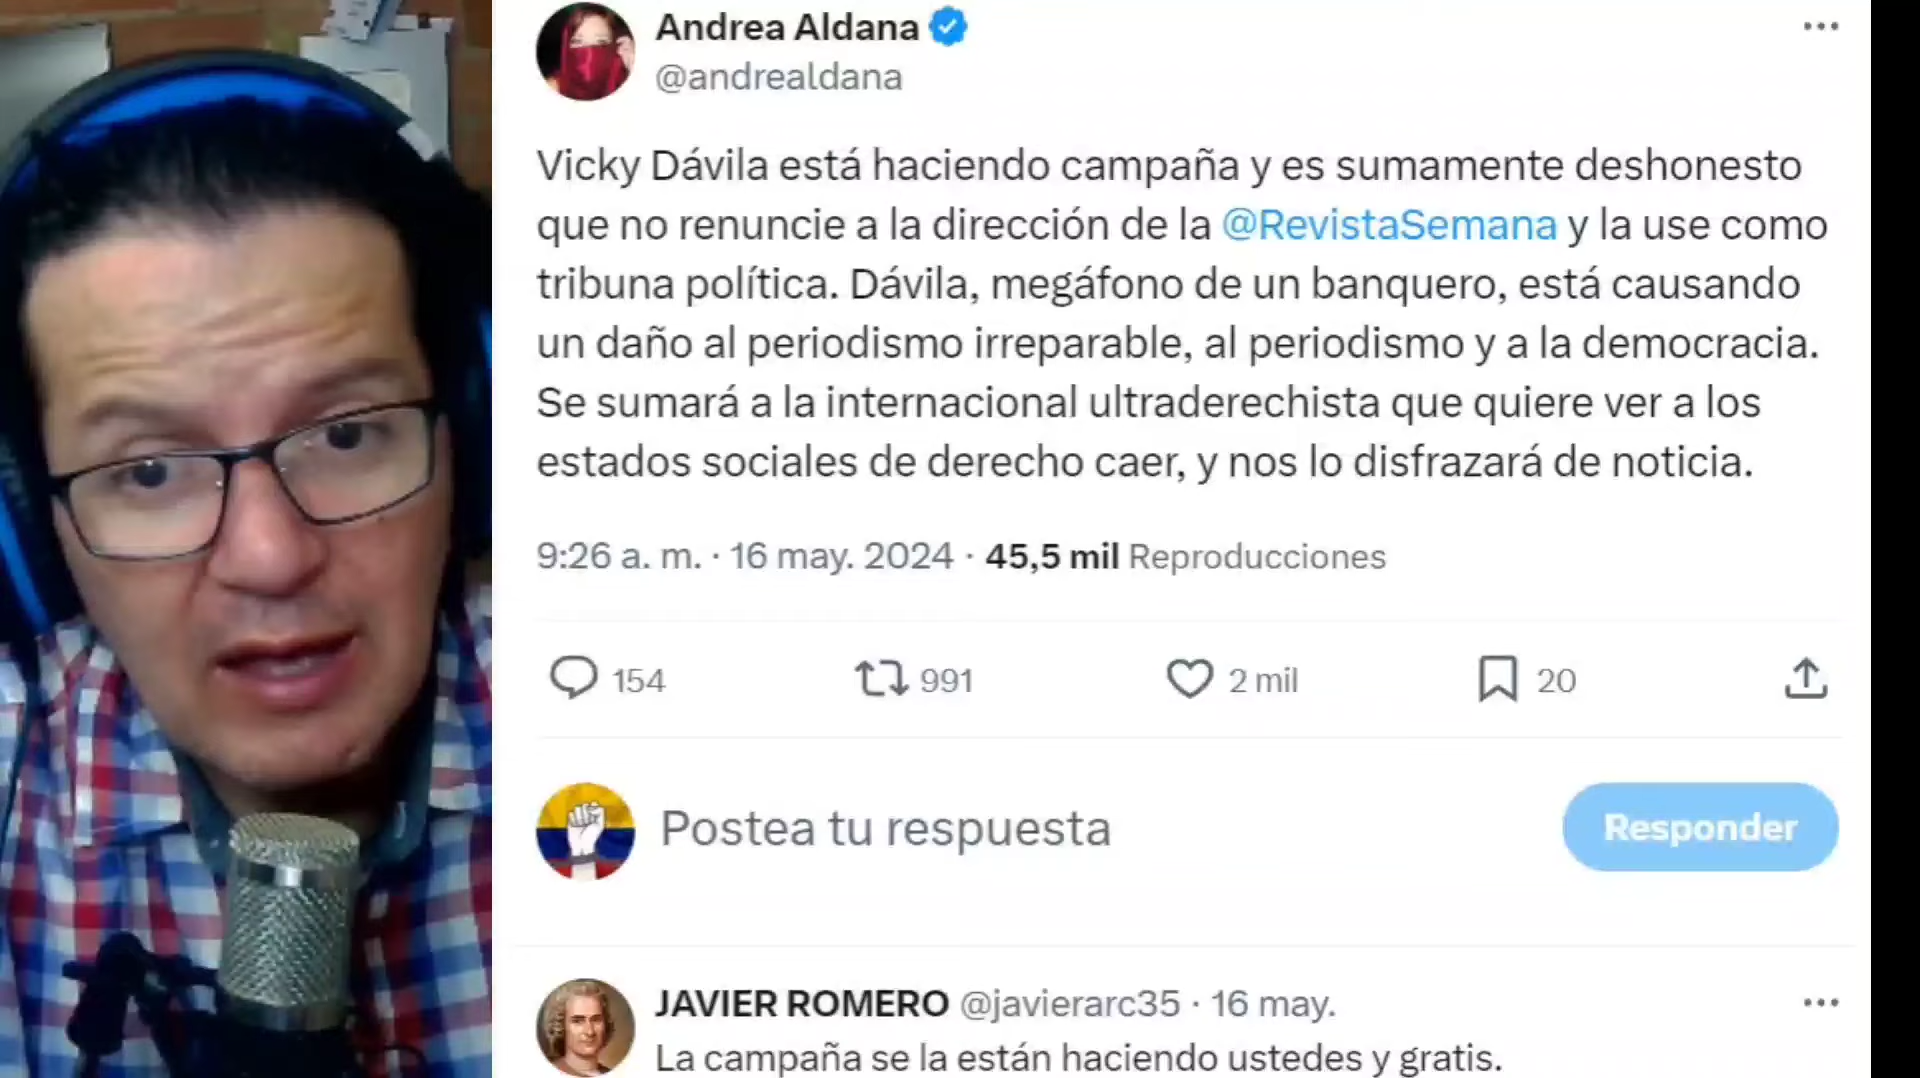 Andrea Aldana
@andrealdana
Vicky Dávila está haciendo campaña y es sumamente deshonesto
que no renuncie a la dirección de la @RevistaSemana y la use como
tribuna política. Dávila, megáfono de un banquero, está causando
un daño al periodismo irreparable, al periodismo y a la democracia.
Se sumará a la internacional ultraderechista que quiere ver a los
estados sociales de derecho caer, y nos lo disfrazará de noticia.
9:26 a. m. · 16 may. 2024 · 45,5 mil Reproducciones
154 991 2 mil 20
Postea tu respuesta Responder
JAVIER ROMERO @javierarc35 · 16 may.
La campaña se la están haciendo ustedes y gratis.